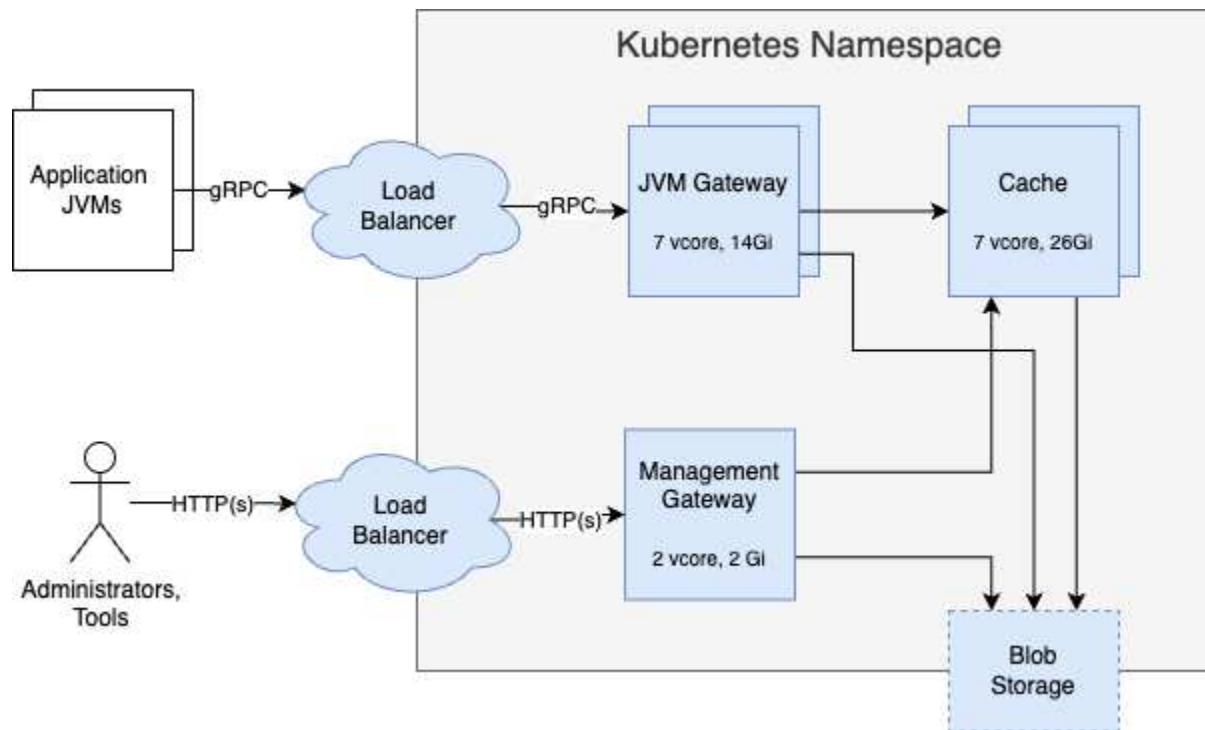 Kubernetes Namespace
Application
JVMs
gRPC
Load
Balancer
gRPC
JVM Gateway
7 vcore, 14Gi
Cache
7 vcore, 26Gi
Administrators,
Tools
HTTP(s)
Load
Balancer
HTTP(s)
Management
Gateway
2 vcore, 2 Gi
Blob
Storage